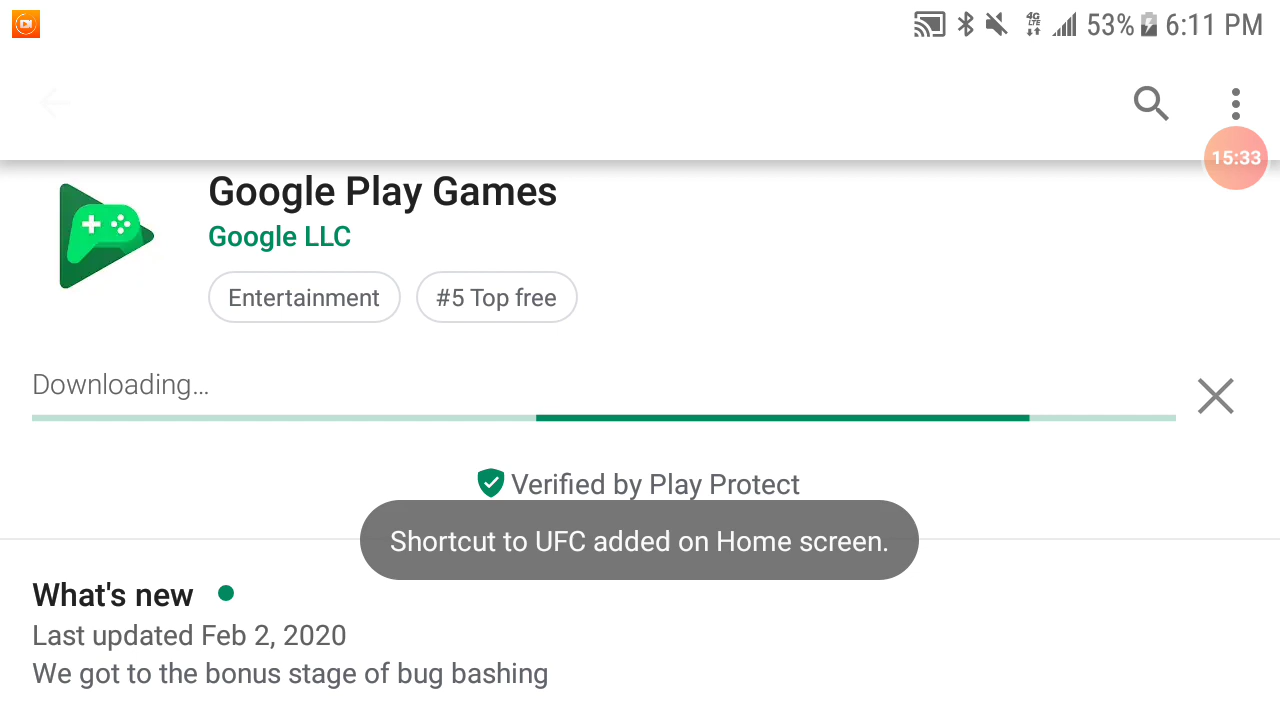 4G LTE 53% 6:11 PM
15:33
Google Play Games
Google LLC
Entertainment #5 Top free
Downloading...
Verified by Play Protect
Shortcut to UFC added on Home screen.
What's new
Last updated Feb 2, 2020
We got to the bonus stage of bug bashing